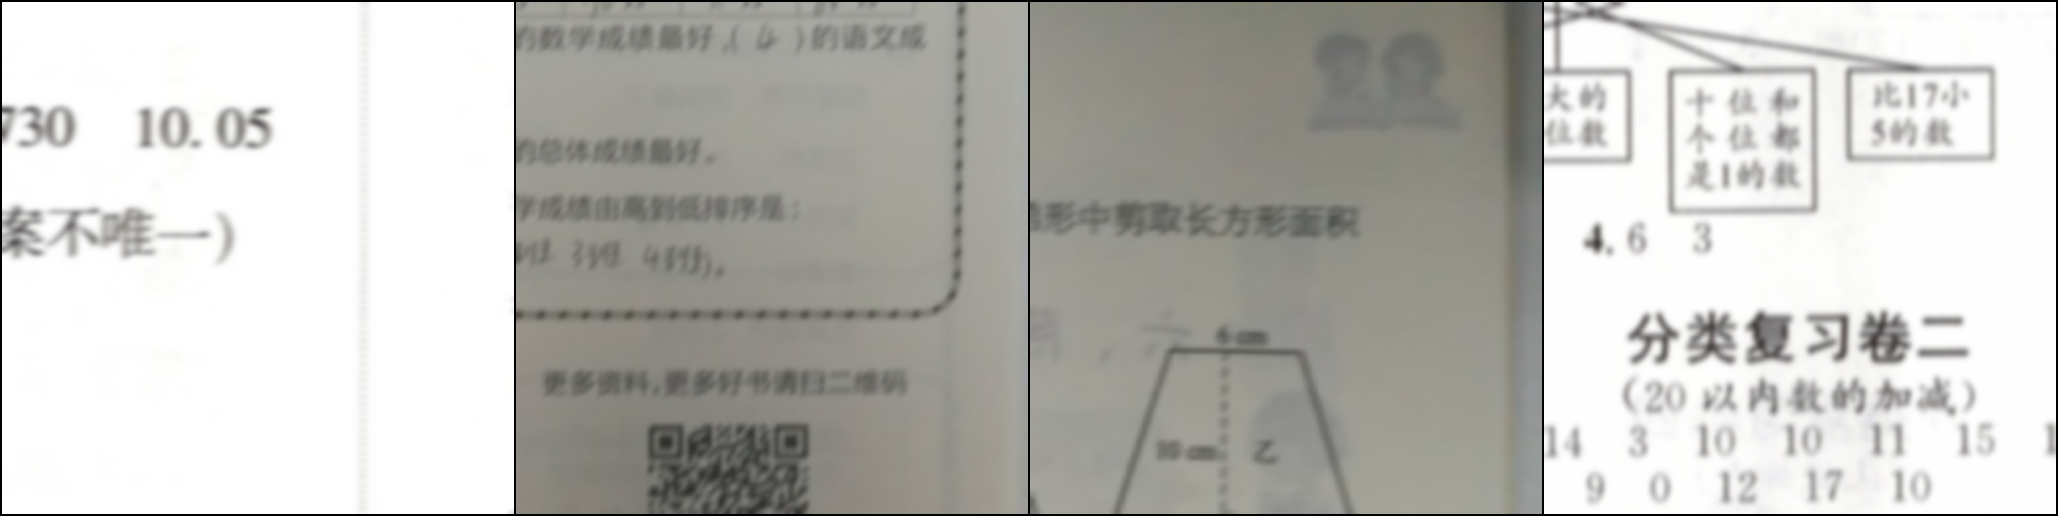 730 10.05
案不唯一)
的数学成绩最好,( 4 )的语文成
的总体成绩最好。
学成绩由高到低排序是:
更多资料,更多好书请扫二维码
形中剪取长方形面积
6 cm
10 cm
乙
大的
位数
十位和
个位都
是1的数
比17小
5的数
4. 6 3
分类复习卷二
(20以内数的加减)
14 3 10 10 11 15 1
9 0 12 17 10